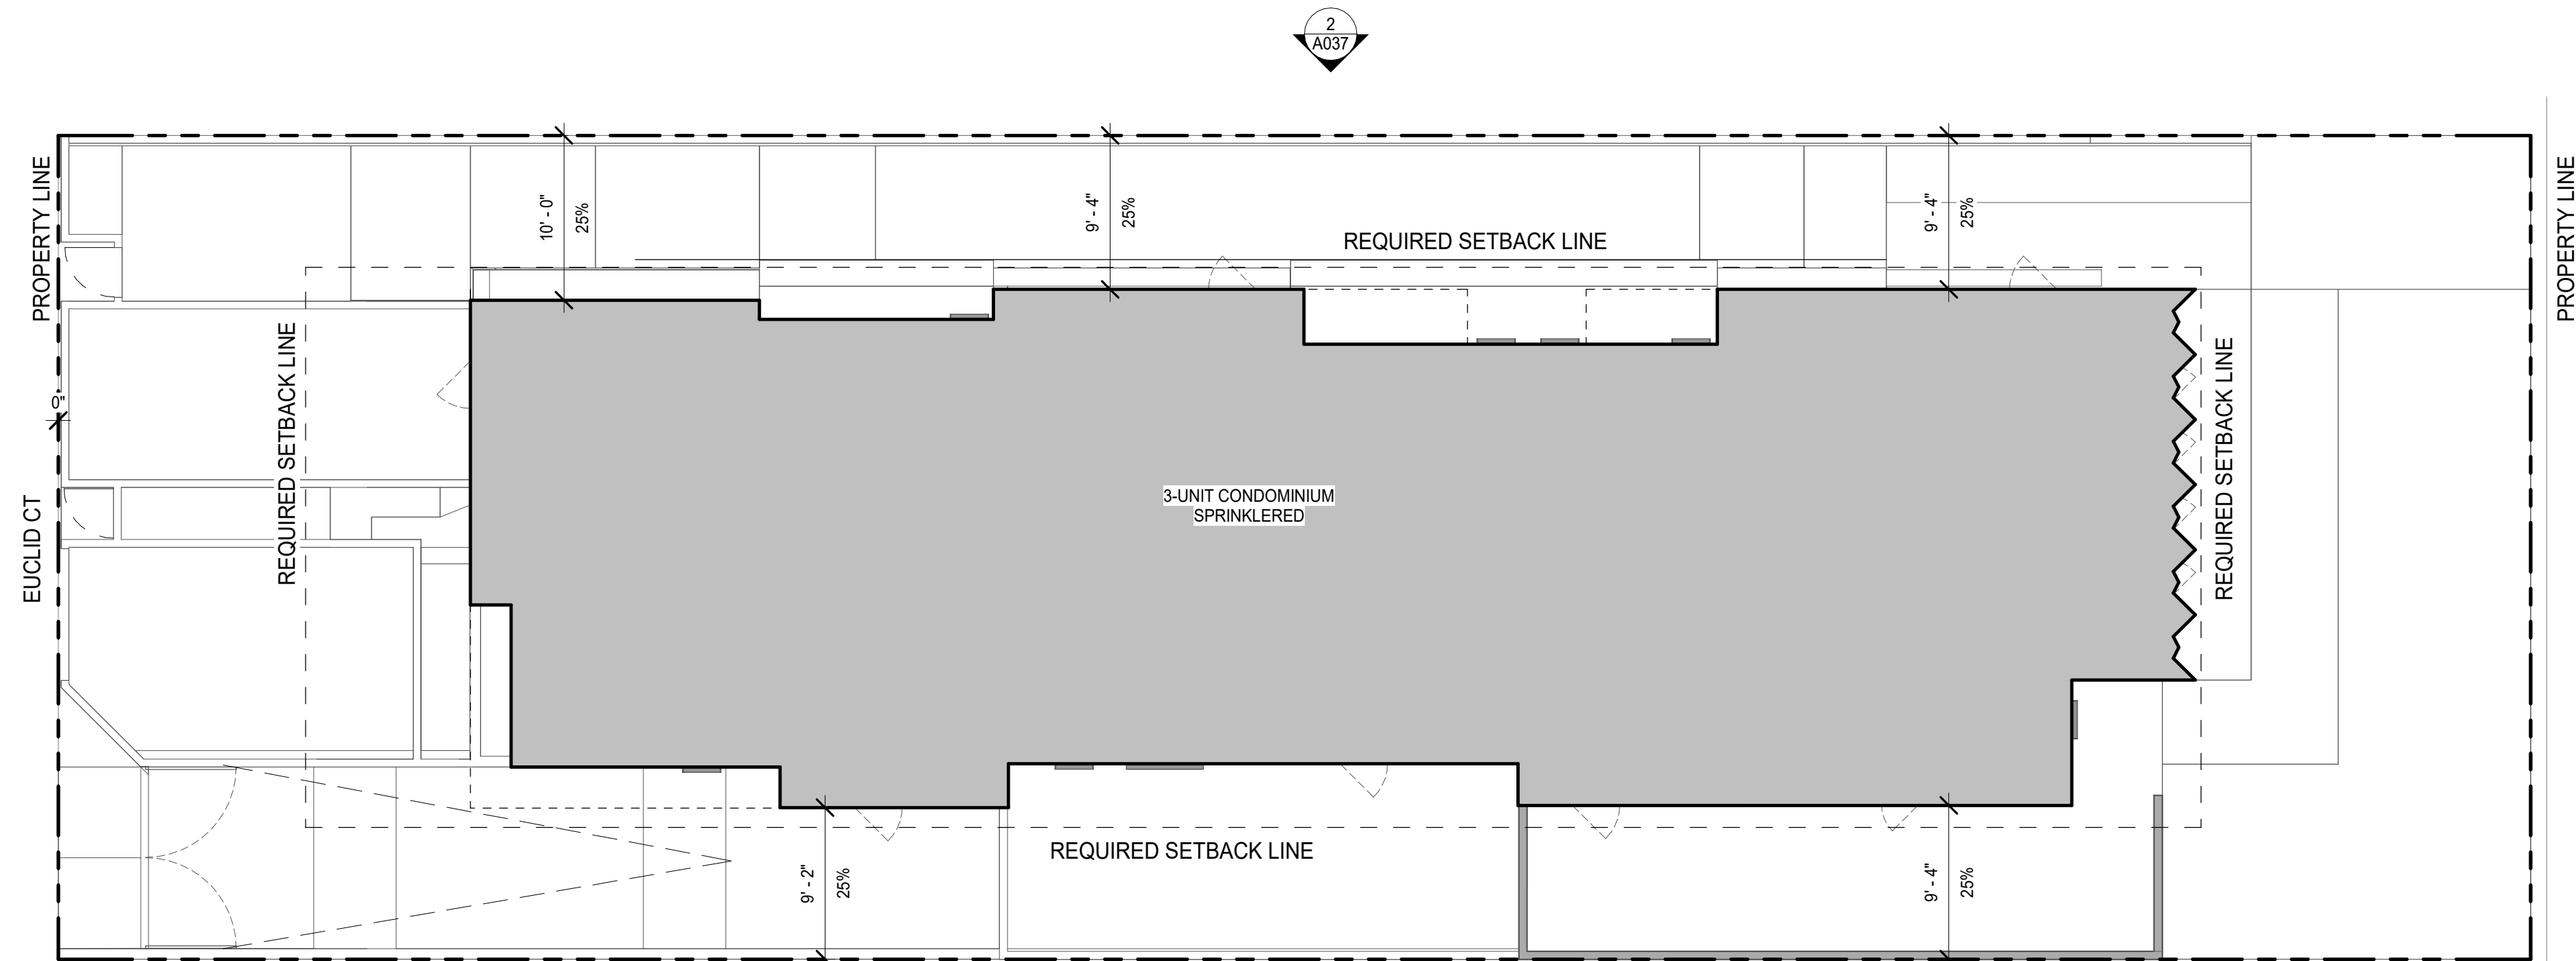 2
A037
PROPERTY LINE
PROPERTY LINE
10' - 0"
25%
9' - 4"
25%
9' - 4"
25%
REQUIRED SETBACK LINE
REQUIRED SETBACK LINE
REQUIRED SETBACK LINE
0"
EUCLID CT
3-UNIT CONDOMINIUM
SPRINKLERED
REQUIRED SETBACK LINE
9' - 2"
25%
9' - 4"
25%